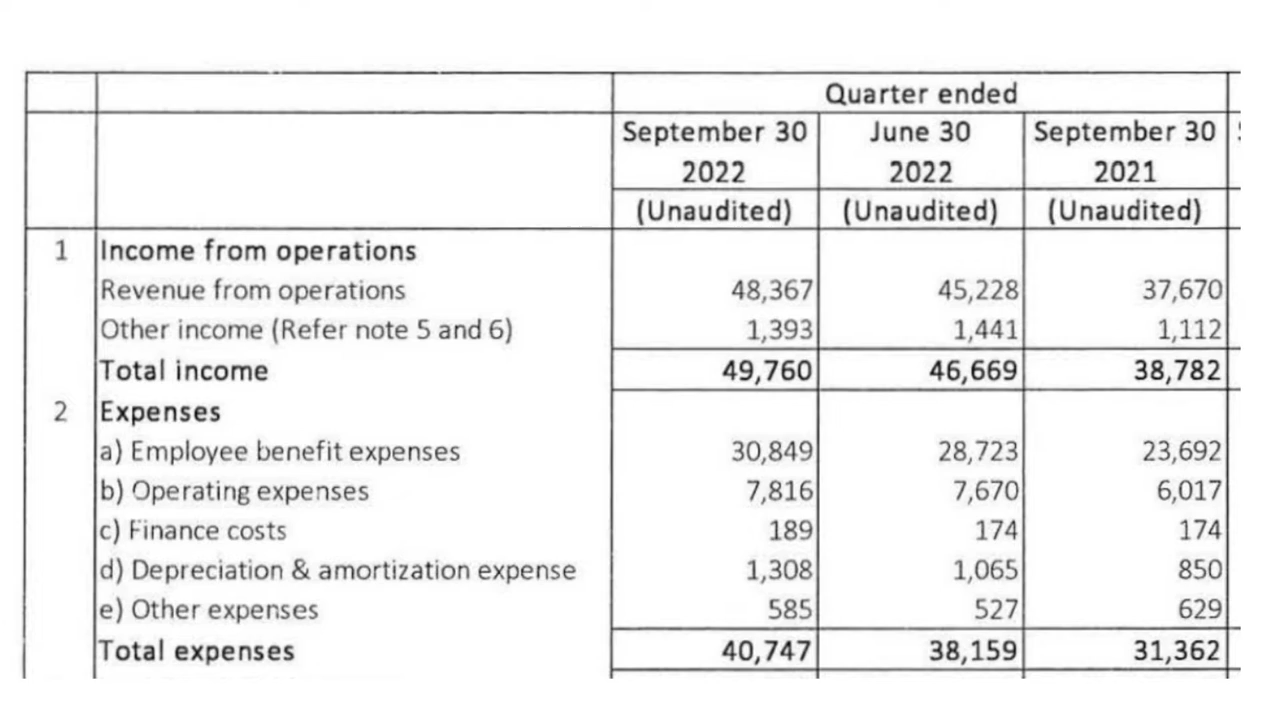 Quarter ended
September 30 2022 June 30 2022 September 30 2021
(Unaudited) (Unaudited) (Unaudited)
1 Income from operations
Revenue from operations 48,367 45,228 37,670
Other income (Refer note 5 and 6) 1,393 1,441 1,112
Total income 49,760 46,669 38,782
2 Expenses
a) Employee benefit expenses 30,849 28,723 23,692
b) Operating expenses 7,816 7,670 6,017
c) Finance costs 189 174 174
d) Depreciation & amortization expense 1,308 1,065 850
e) Other expenses 585 527 629
Total expenses 40,747 38,159 31,362